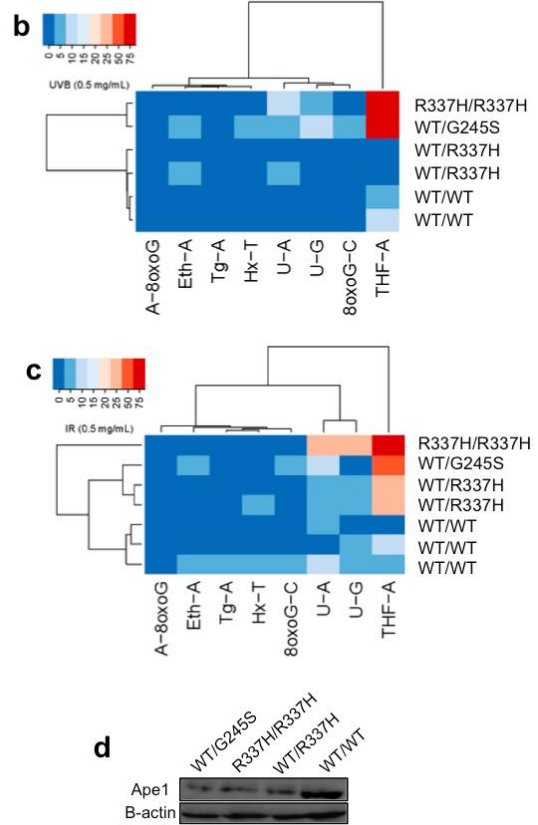 b
0 5 10 15 20 25 50 75
UVB (0.5 mg/mL)
R337H/R337H
WT/G245S
WT/R337H
WT/R337H
WT/WT
WT/WT
A−8oxoG
Eth−A
Tg−A
Hx−T
U−A
U−G
8oxoG−C
THF−A
c
0 5 10 15 20 25 50 75
IR (0.5 mg/mL)
R337H/R337H
WT/G245S
WT/R337H
WT/R337H
WT/WT
WT/WT
WT/WT
A−8oxoG
Eth−A
Tg−A
Hx−T
8oxoG−C
U−A
U−G
THF−A
d
WT/G245S
R337H/R337H
WT/R337H
WT/WT
Ape1
B-actin